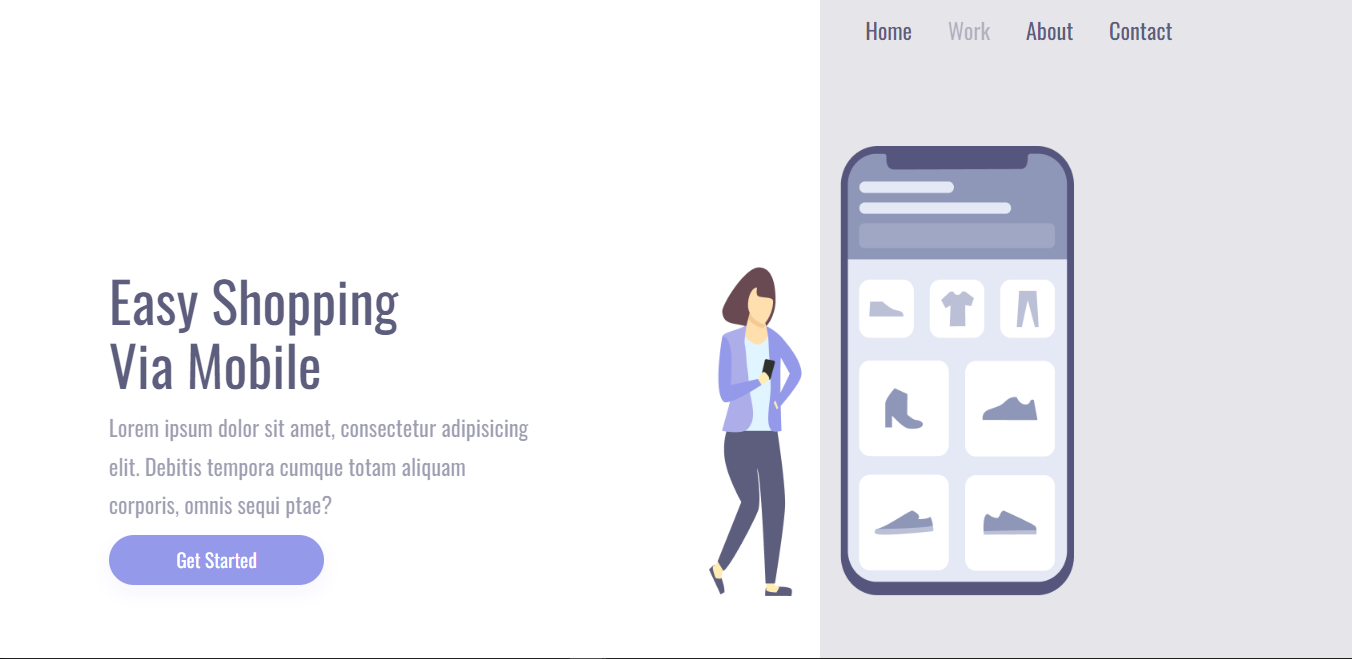 Home Work About Contact
Easy Shopping
Via Mobile
Lorem ipsum dolor sit amet, consectetur adipisicing
elit. Debitis tempora cumque totam aliquam
corporis, omnis sequi ptae?
Get Started